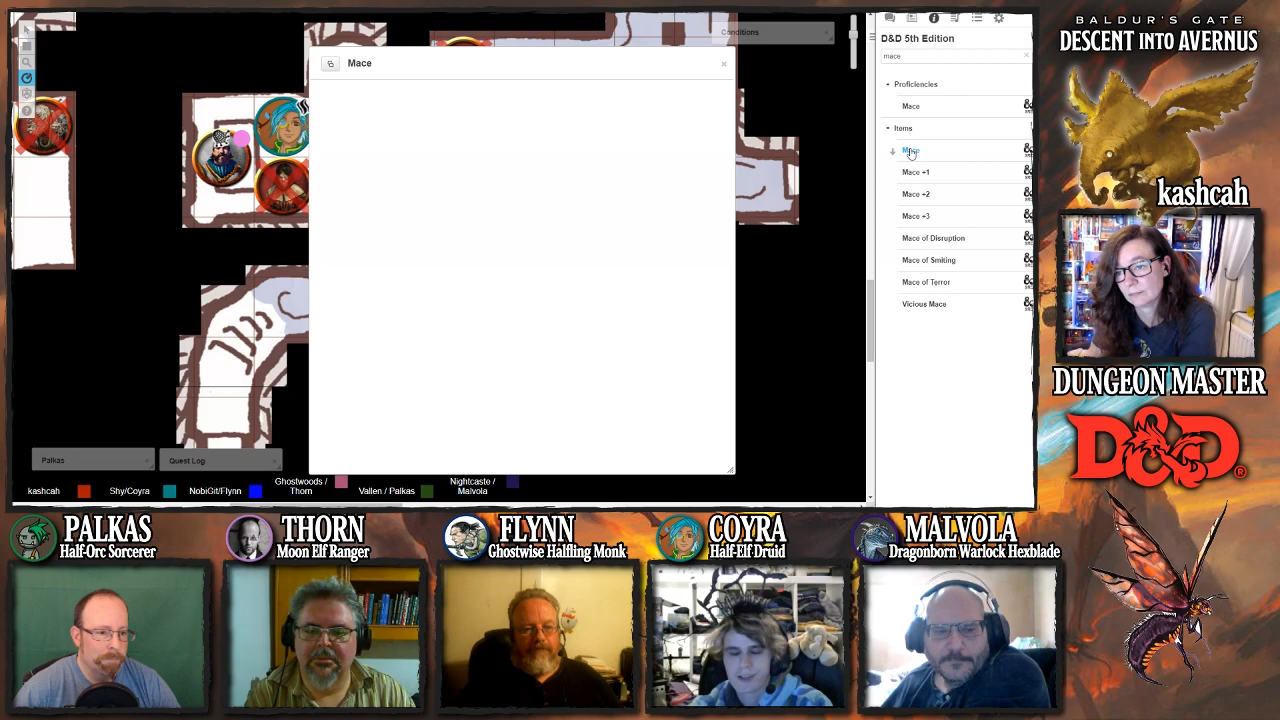 Conditions
Mace
D&D 5th Edition
mace
Proficiencies
Mace
Items
Mace
Mace +1
Mace +2
Mace +3
Mace of Disruption
Mace of Smiting
Mace of Terror
Vicious Mace
BALDUR'S GATE
DESCENT INTO AVERNUS
kashcah
DUNGEON MASTER
D&D
Palkas
Quest Log
kashcah
Shy/Coyra
NobiGit/Flynn
Ghostwoods /
Thorn
Vallen / Palkas
Nightcaste /
Malvola
PALKAS
Half-Orc Sorcerer
THORN
Moon Elf Ranger
FLYNN
Ghostwise Halfling Monk
COYRA
Half-Elf Druid
MALVOLA
Dragonborn Warlock Hexblade